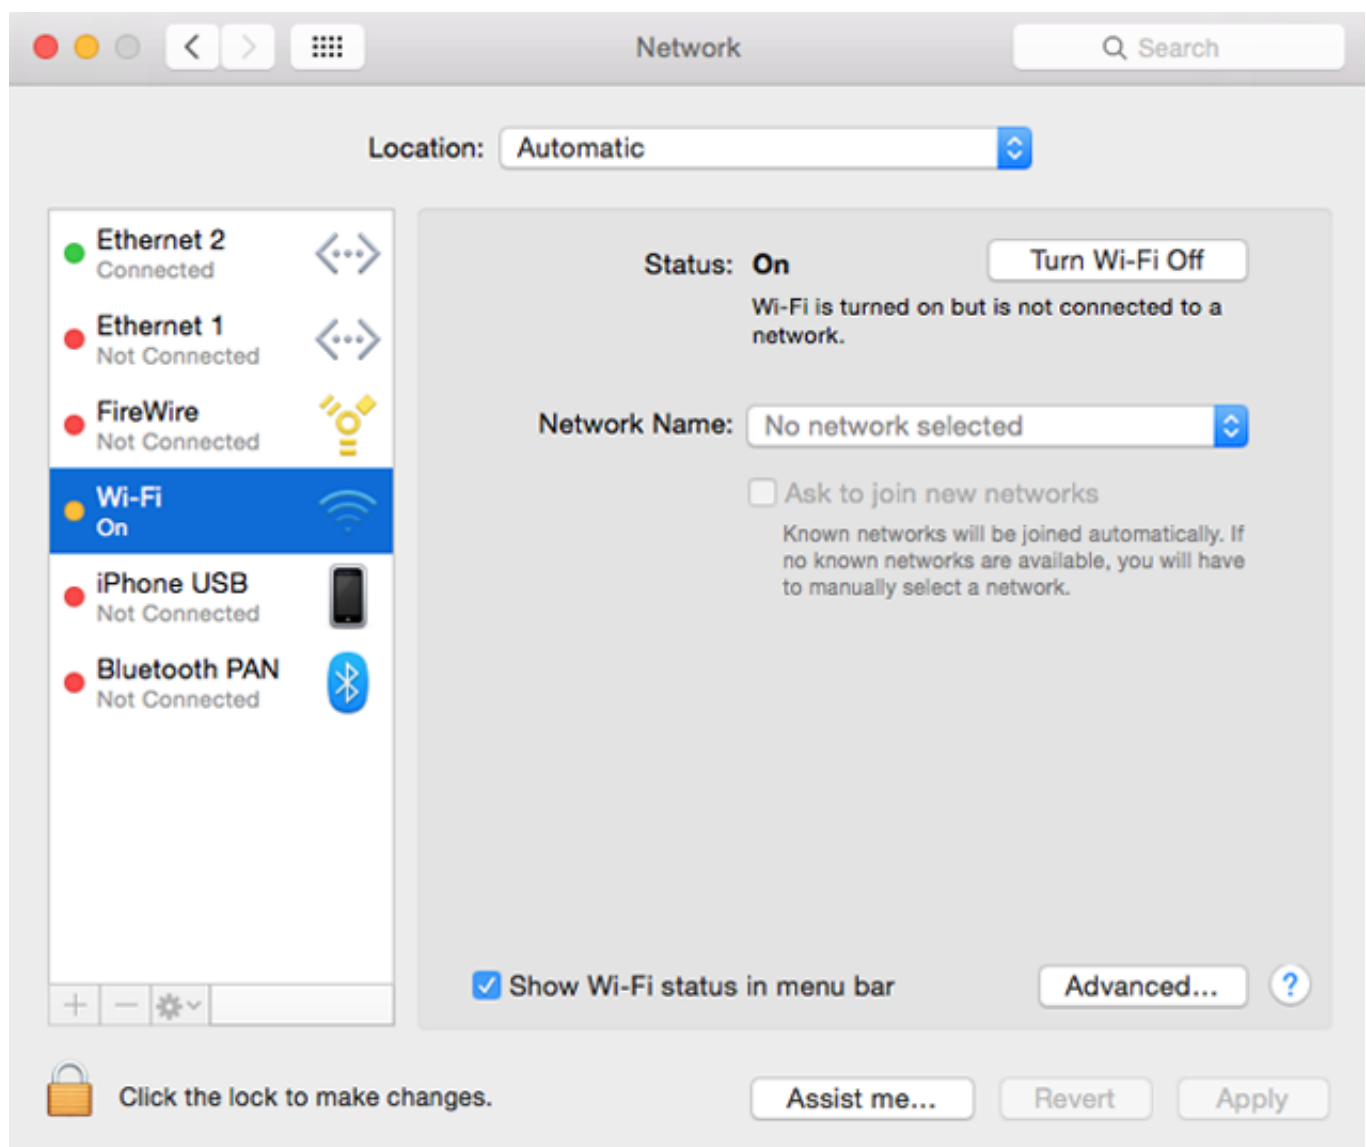 Network
Search
Location: Automatic
Ethernet 2
Connected
Ethernet 1
Not Connected
FireWire
Not Connected
Wi-Fi
On
iPhone USB
Not Connected
Bluetooth PAN
Not Connected
Status: On
Turn Wi-Fi Off
Wi-Fi is turned on but is not connected to a
network.
Network Name: No network selected
Ask to join new networks
Known networks will be joined automatically. If
no known networks are available, you will have
to manually select a network.
Show Wi-Fi status in menu bar
Advanced...
?
Click the lock to make changes.
Assist me...
Revert
Apply